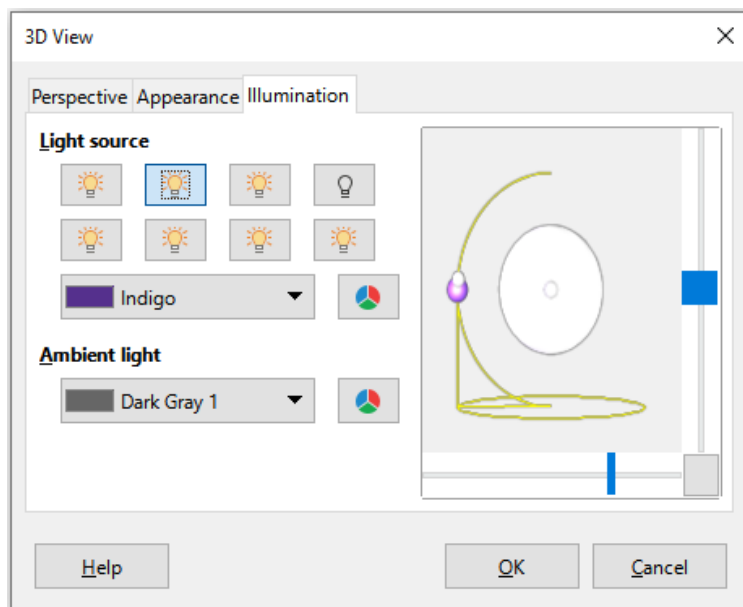 3D View
Perspective Appearance Illumination
Light source
Indigo
Ambient light
Dark Gray 1
Help OK Cancel